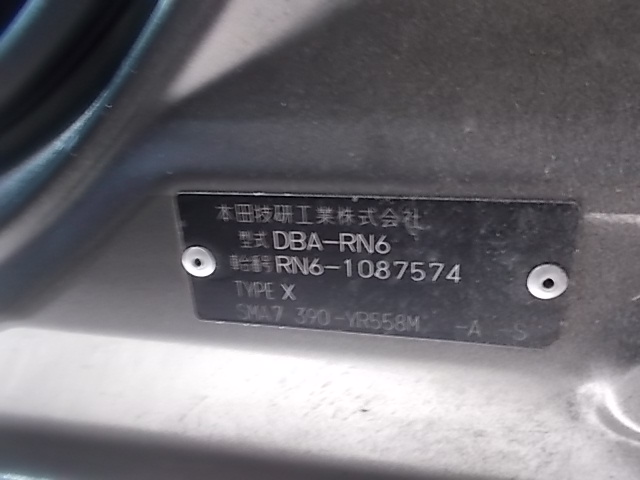 本田技研工業株式会社
型式 DBA-RN6
車台番号 RN6-1087574
TYPE X
SMA7 390-YR558M -A S